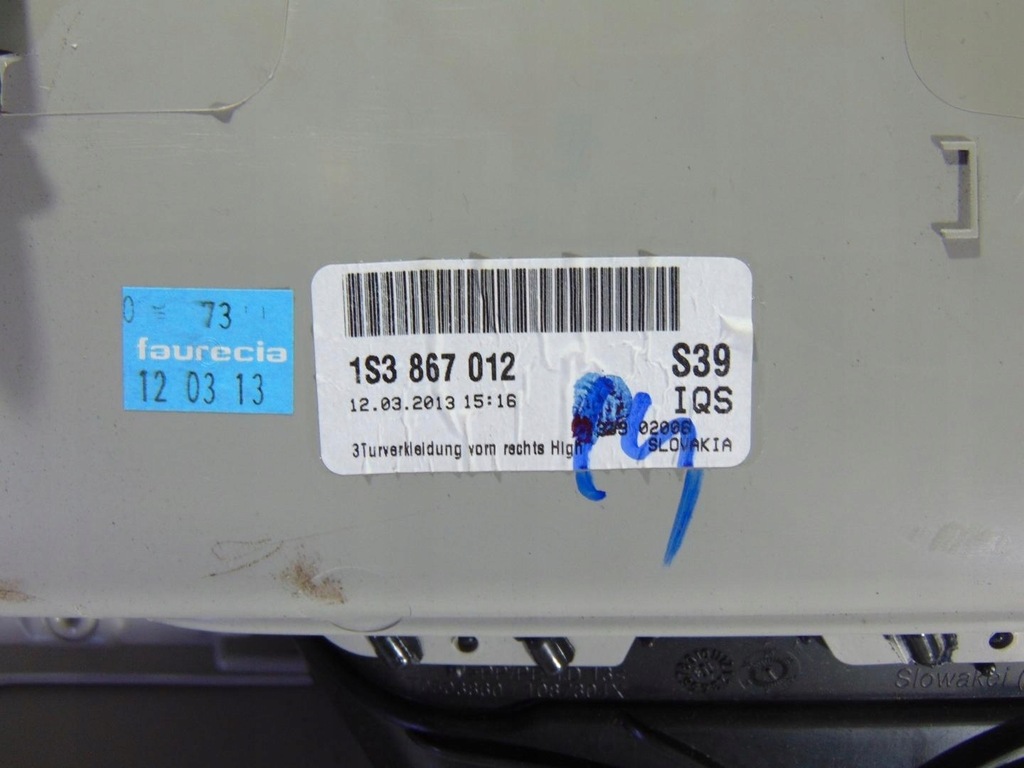 73
faurecia
12 03 13
1S3 867 012 S39
12.03.2013 15:16 IQS
02006
3Turverkleidung vorn rechts High SLOVAKIA
Slowakei